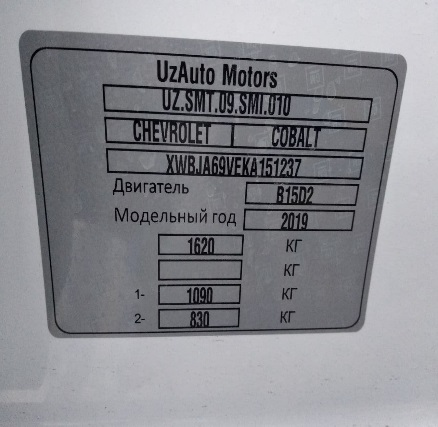 UzAuto Motors
UZ.SMT.09.SMI.010
CHEVROLET COBALT
XWBJA69VEKA151237
Двигатель B15D2
Модельный год 2019
1620 КГ
КГ
1- 1090 КГ
2- 830 КГ